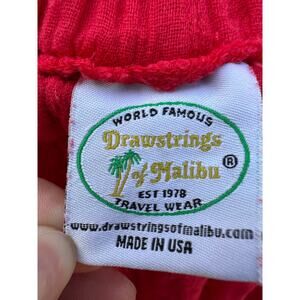 WORLD FAMOUS
Drawstrings
of Malibu ®
EST 1978
TRAVEL WEAR
www.drawstringsofmalibu.com
MADE IN USA